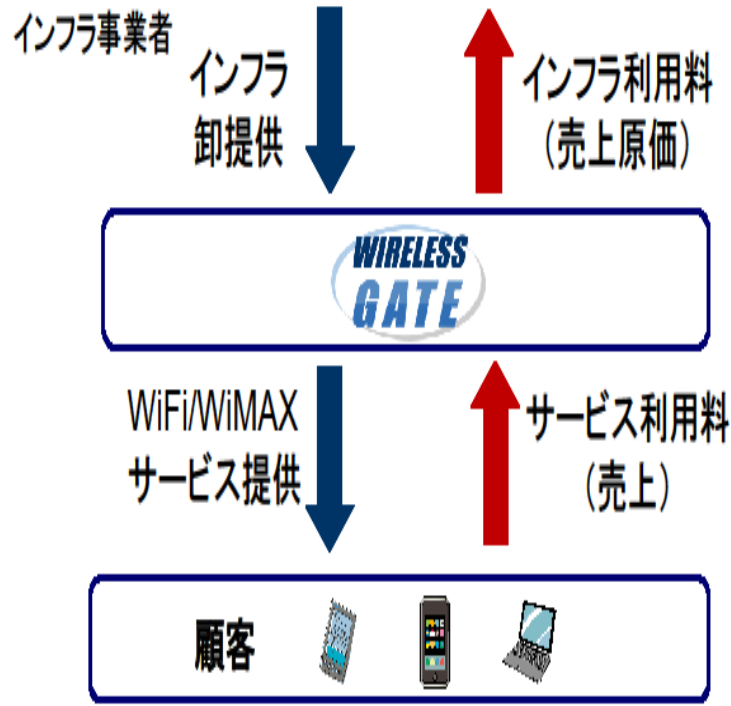 インフラ事業者
インフラ
卸提供
インフラ利用料
(売上原価)
WIRELESS
GATE
WiFi/WiMAX
サービス提供
サービス利用料
(売上)
顧客